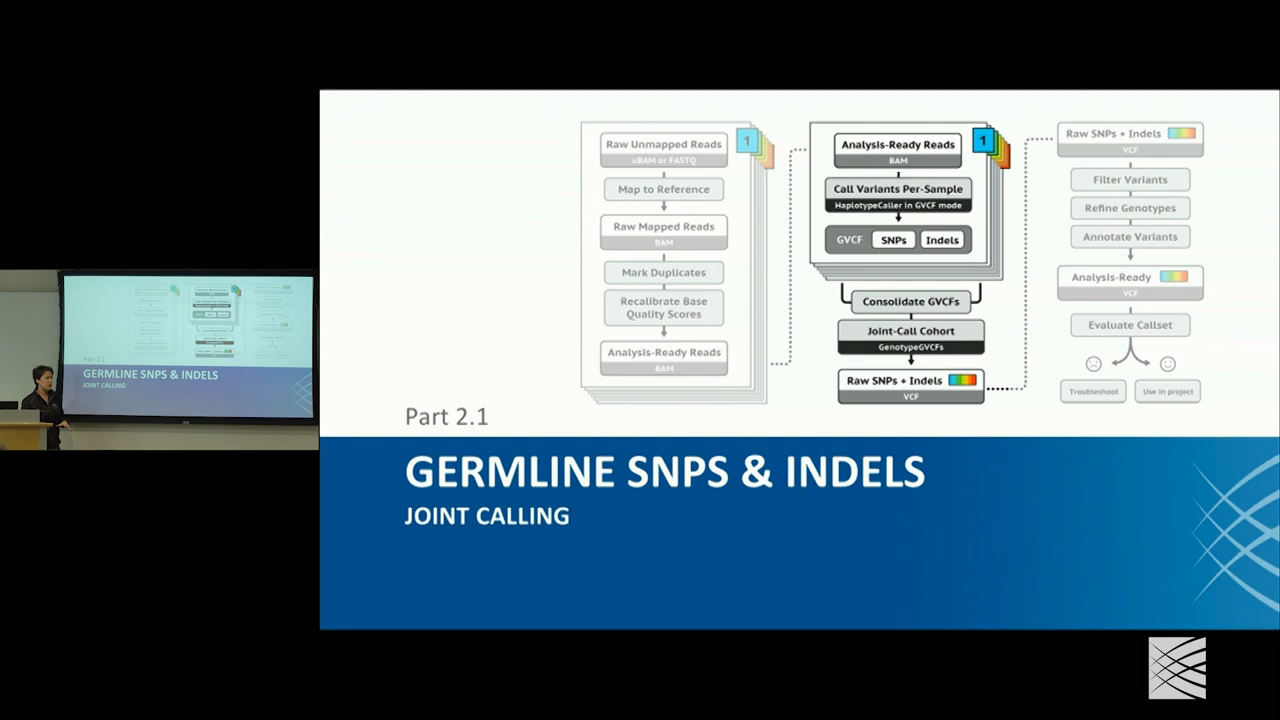 Raw Unmapped Reads
uBAM or FASTQ
1
Map to Reference
Raw Mapped Reads
BAM
Mark Duplicates
Recalibrate Base
Quality Scores
Analysis-Ready Reads
BAM
Analysis-Ready Reads
BAM
1
Call Variants Per-Sample
HaplotypeCaller in GVCF mode
GVCF SNPs Indels
Consolidate GVCFs
Joint-Call Cohort
GenotypeGVCFs
Raw SNPs + Indels
VCF
Raw SNPs + Indels
VCF
Filter Variants
Refine Genotypes
Annotate Variants
Analysis-Ready
VCF
Evaluate Callset
Troubleshoot
Use in project
Part 2.1
GERMLINE SNPS & INDELS
JOINT CALLING
Part 2.1
GERMLINE SNPS & INDELS
JOINT CALLING